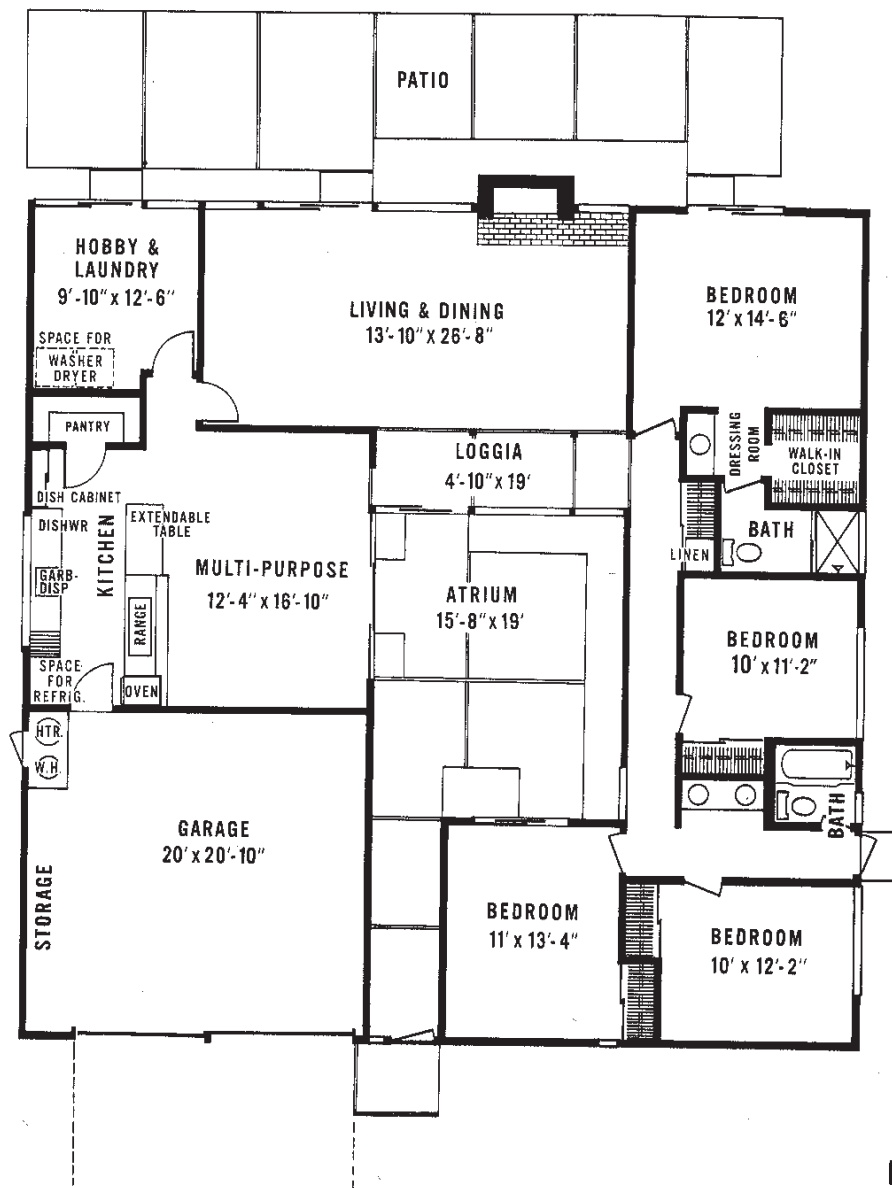 PATIO
HOBBY &
LAUNDRY
9'-10" x 12'-6"
SPACE FOR
WASHER
DRYER
LIVING & DINING
13'-10" x 26'-8"
BEDROOM
12' x 14'-6"
PANTRY
DRESSING
ROOM
WALK-IN
CLOSET
LOGGIA
4'-10" x 19'
DISH CABINET
DISHWR
KITCHEN
EXTENDABLE
TABLE
GARB-
DISP
MULTI-PURPOSE
12'-4" x 16'-10"
RANGE
OVEN
SPACE
FOR
REFRIG.
LINEN
BATH
ATRIUM
15'-8" x 19'
BEDROOM
10' x 11'-2"
HTR.
W.H.
GARAGE
20' x 20'-10"
STORAGE
BATH
BEDROOM
11' x 13'-4"
BEDROOM
10' x 12'-2"